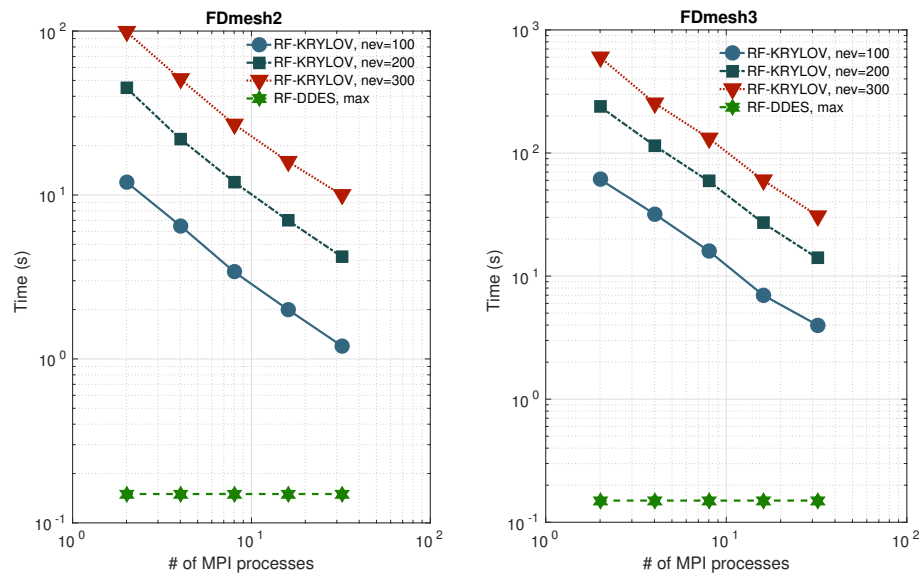 FDmesh2
RF-KRYLOV, nev=100
RF-KRYLOV, nev=200
RF-KRYLOV, nev=300
RF-DDES, max
10^2
10^1
10^0
10^-1
Time (s)
10^0
10^1
10^2
# of MPI processes
FDmesh3
RF-KRYLOV, nev=100
RF-KRYLOV, nev=200
RF-KRYLOV, nev=300
RF-DDES, max
10^3
10^2
10^1
10^0
10^-1
Time (s)
10^0
10^1
10^2
# of MPI processes